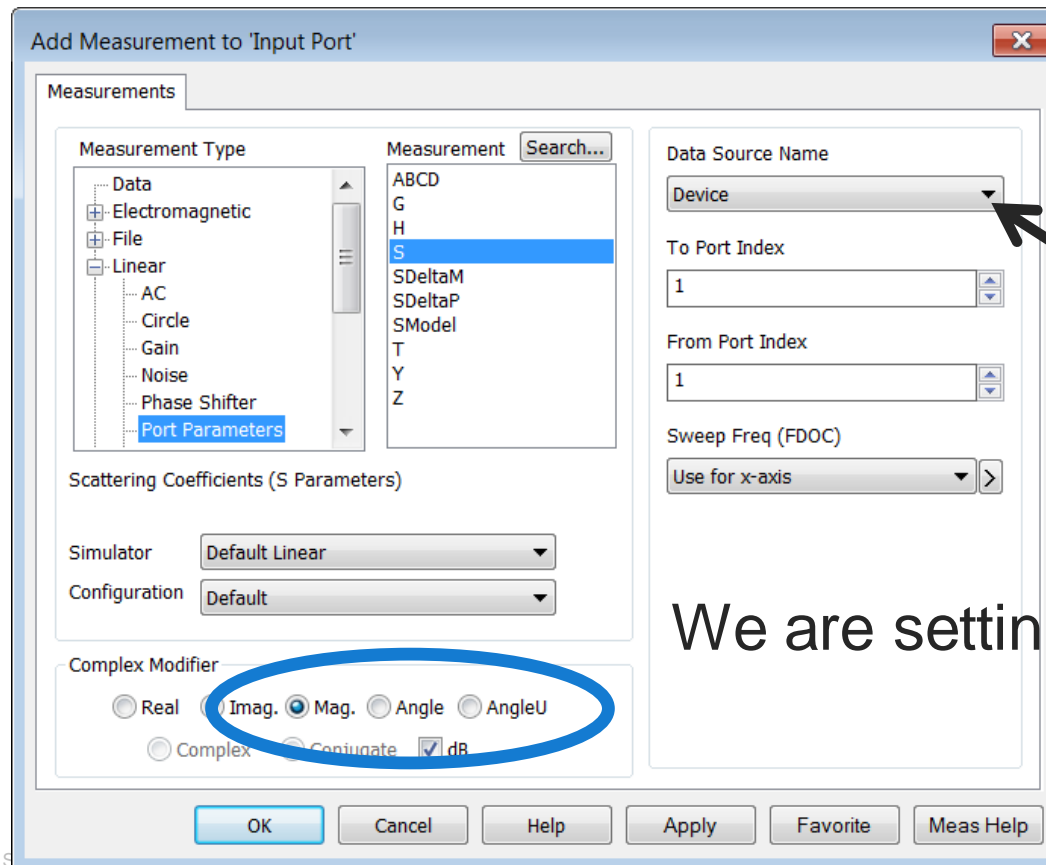 Add Measurement to 'Input Port'
Measurements
Measurement Type
Data
Electromagnetic
File
Linear
AC
Circle
Gain
Noise
Phase Shifter
Port Parameters
Measurement
Search...
ABCD
G
H
S
SDeltaM
SDeltaP
SModel
T
Y
Z
Scattering Coefficients (S Parameters)
Simulator Default Linear
Configuration Default
Complex Modifier
Real Imag. Mag. Angle AngleU
Complex Conjugate dB
Data Source Name
Device
To Port Index
1
From Port Index
1
Sweep Freq (FDOC)
Use for x-axis >
We are settin
OK Cancel Help Apply Favorite Meas Help